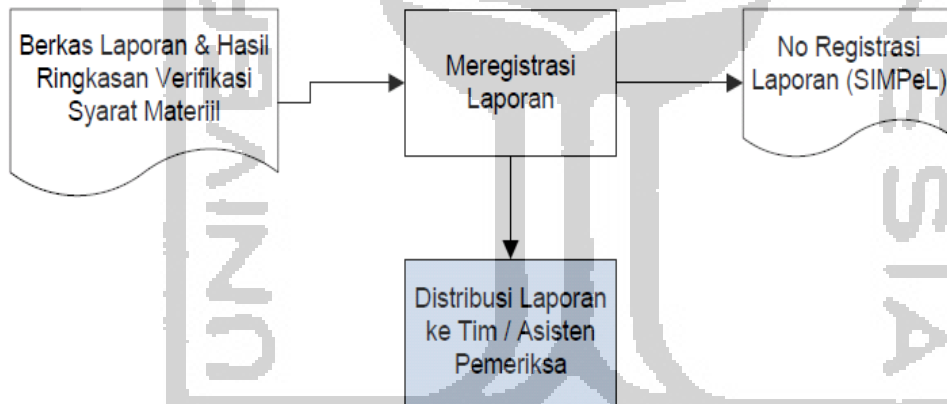 Berkas Laporan & Hasil
Ringkasan Verifikasi
Syarat Materiil
Meregistrasi
Laporan
No Registrasi
Laporan (SIMPeL)
Distribusi Laporan
ke Tim / Asisten
Pemeriksa